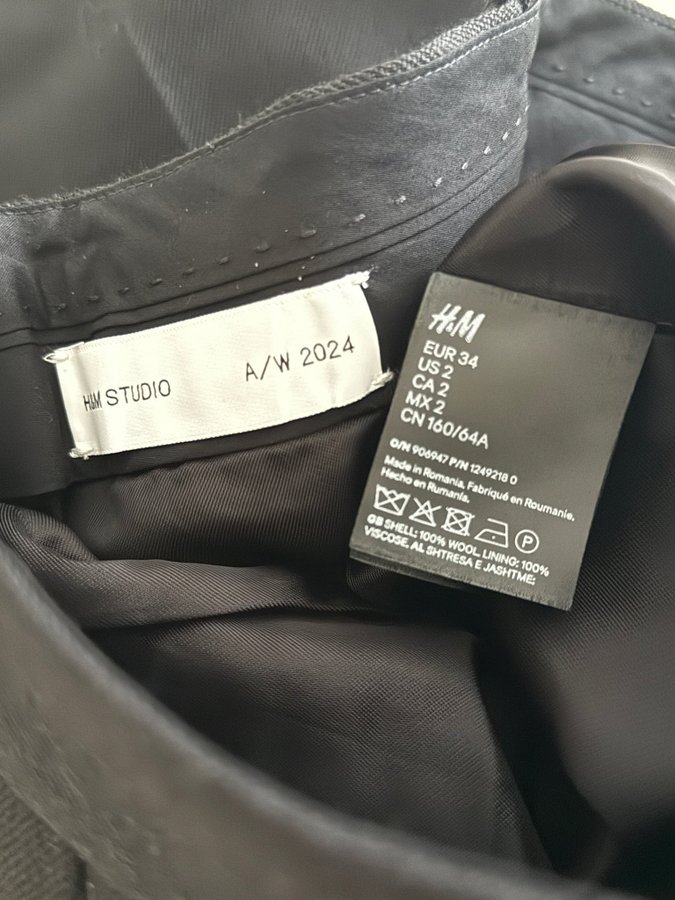 H&M STUDIO
A/W 2024
H&M
EUR 34
US 2
CA 2
MX 2
CN 160/64A
O/N 906947 P/N 1249218 0
Made in Romania, Fabriqué en Roumanie,
Hecho en Rumanía,
P
GB SHELL: 100% WOOL, LINING: 100%
VISCOSE, AL SHTRESA E JASHTME: